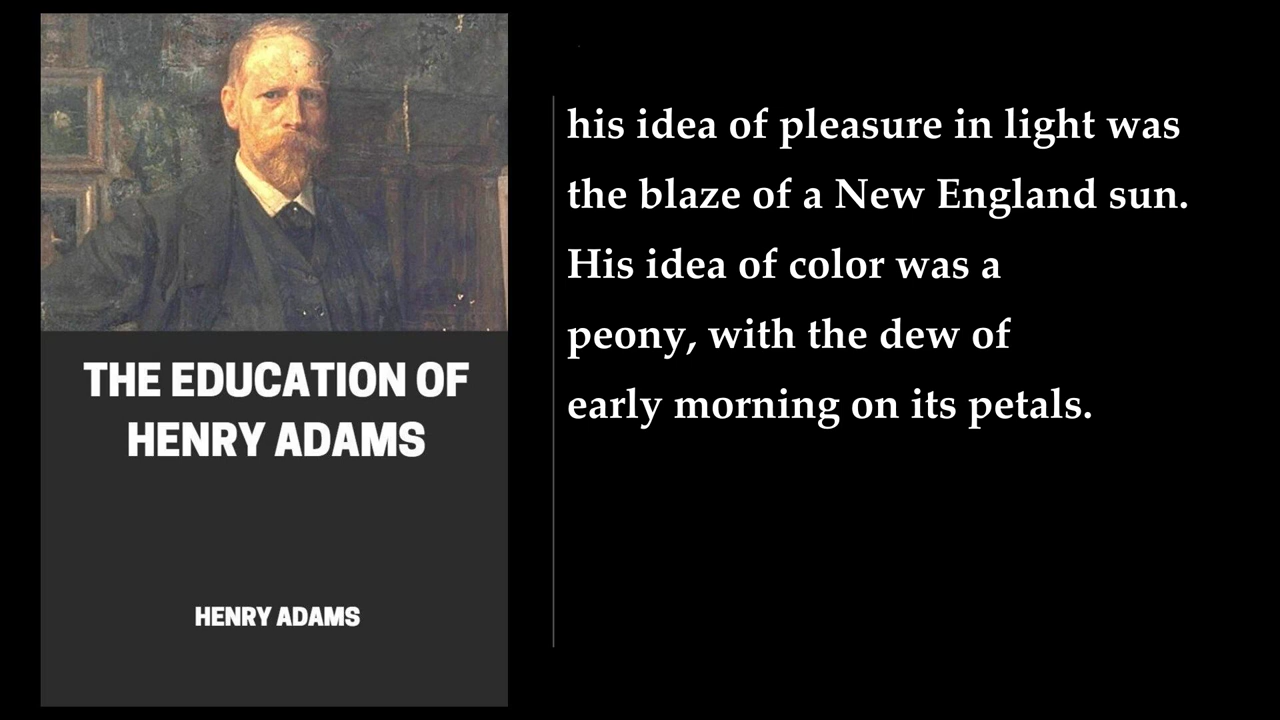 THE EDUCATION OF
HENRY ADAMS
HENRY ADAMS
his idea of pleasure in light was
the blaze of a New England sun.
His idea of color was a
peony, with the dew of
early morning on its petals.